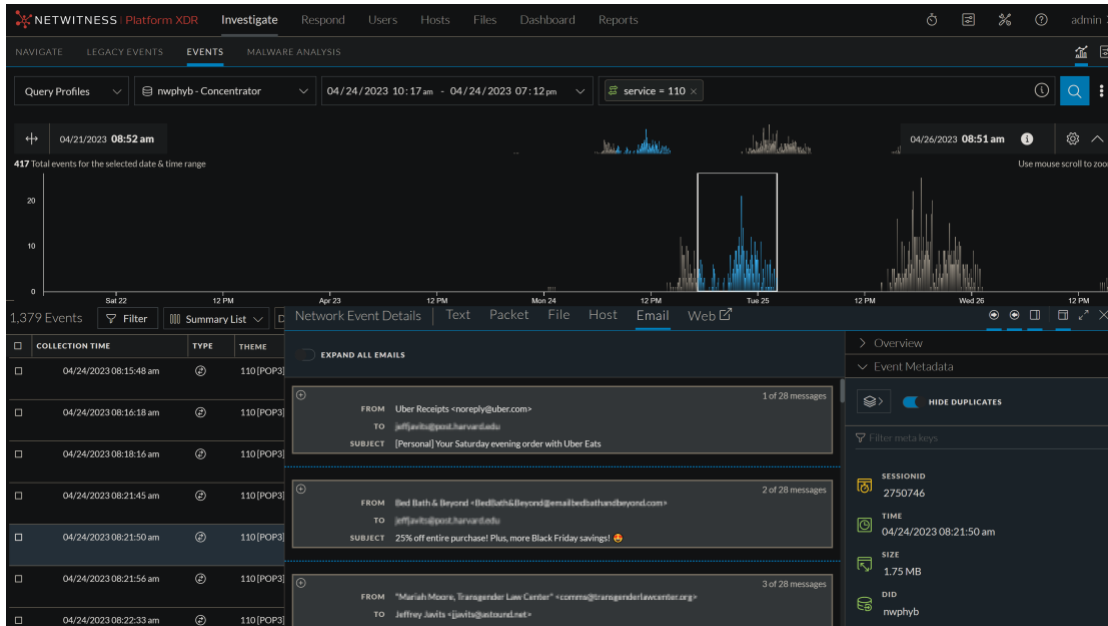 NETWITNESS | Platform XDR Investigate Respond Users Hosts Files Dashboard Reports admin
NAVIGATE LEGACY EVENTS EVENTS MALWARE ANALYSIS
Query Profiles nwphyb - Concentrator 04/24/2023 10:17 am - 04/24/2023 07:12 pm service = 110 ×
04/21/2023 08:52 am 04/26/2023 08:51 am
417 Total events for the selected date & time range Use mouse scroll to zoo
20
10
0
Sat 22 12 PM Apr 23 12 PM Mon 24 12 PM Tue 25 12 PM Wed 26 12 PM
1,379 Events Filter Summary List D Network Event Details Text Packet File Host Email Web
COLLECTION TIME TYPE THEME
EXPAND ALL EMAILS
04/24/2023 08:15:48 am 110 [POP3]
04/24/2023 08:16:18 am 110 [POP3]
04/24/2023 08:18:16 am 110 [POP3]
04/24/2023 08:21:45 am 110 [POP3]
04/24/2023 08:21:50 am 110 [POP3]
04/24/2023 08:21:56 am 110 [POP3]
04/24/2023 08:22:33 am 110 [POP3]
1 of 28 messages
FROM Uber Receipts <noreply@uber.com>
TO
SUBJECT [Personal] Your Saturday evening order with Uber Eats
2 of 28 messages
FROM Bed Bath & Beyond <BedBath&Beyond@emailbedbathandbeyond.com>
TO
SUBJECT 25% off entire purchase! Plus, more Black Friday savings! 🤩
3 of 28 messages
FROM "Mariah Moore, Transgender Law Center" <comms@transgenderlawcenter.org>
TO Jeffrey Javits <jjavits@astound.net>
Overview
Event Metadata
HIDE DUPLICATES
Filter meta keys
SESSIONID
2750746
TIME
04/24/2023 08:21:50 am
SIZE
1.75 MB
DID
nwphyb